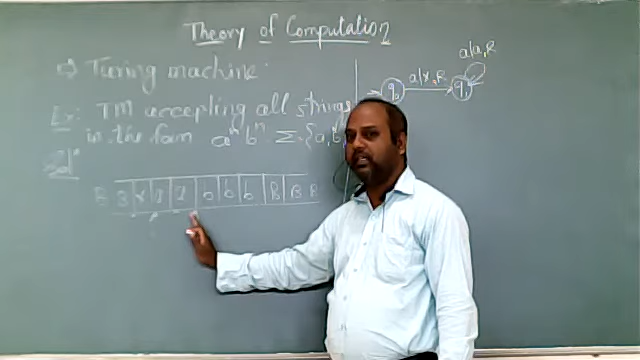 Theory of Computation
⇒ Turing machine:
Ex: TM accepting all strings
in the form aⁿbⁿ Σ={a,b
Sol:
B B x a a b b b B B B
q₀ a|x,R q₁ a|a,R